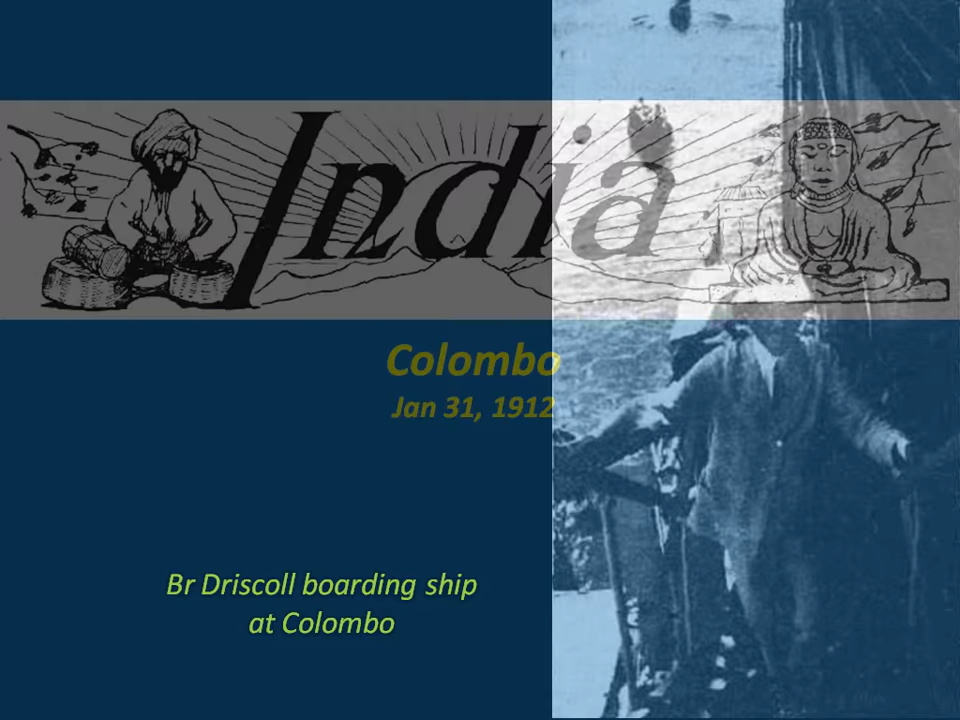 India
Colombo
Jan 31, 1912
Br Driscoll boarding ship
at Colombo